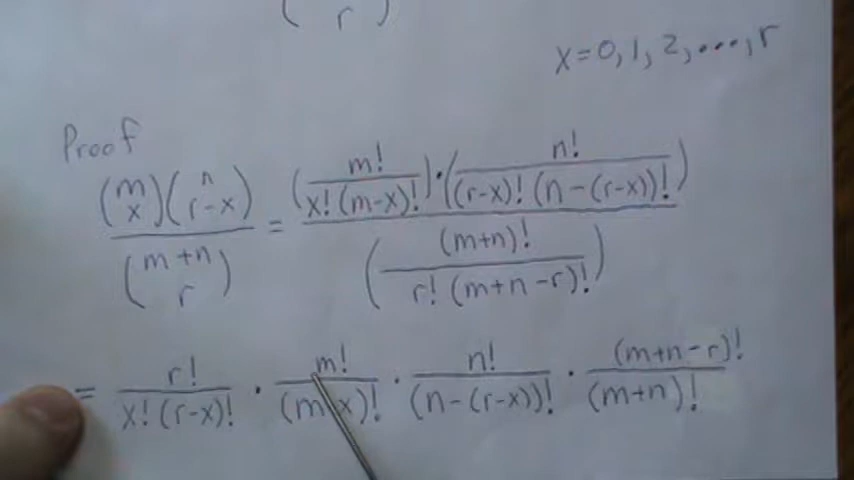 ( r )
x=0,1,2,...,r
Proof
(m x)(n r-x) / (m+n r) = (m! / x!(m-x)!)·(n! / (r-x)!(n-(r-x))!) / ((m+n)! / r!(m+n-r)!)
= r! / x!(r-x)! · m! / (m-x)! · n! / (n-(r-x))! · (m+n-r)! / (m+n)!